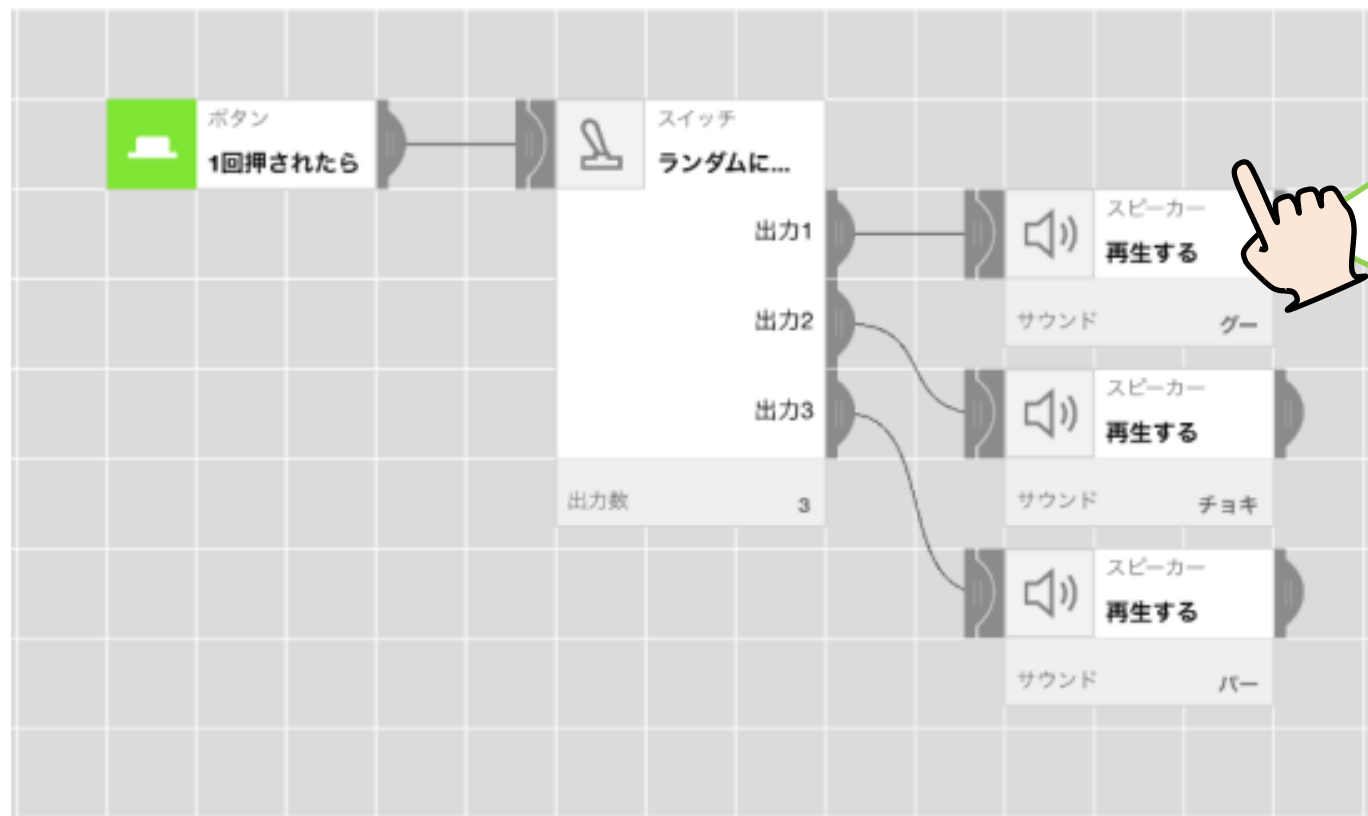 ボタン
1回押されたら
スイッチ
ランダムに...
出力1
出力2
出力3
出力数
3
スピーカー
再生する
サウンド
グー
スピーカー
再生する
サウンド
チョキ
スピーカー
再生する
サウンド
パー